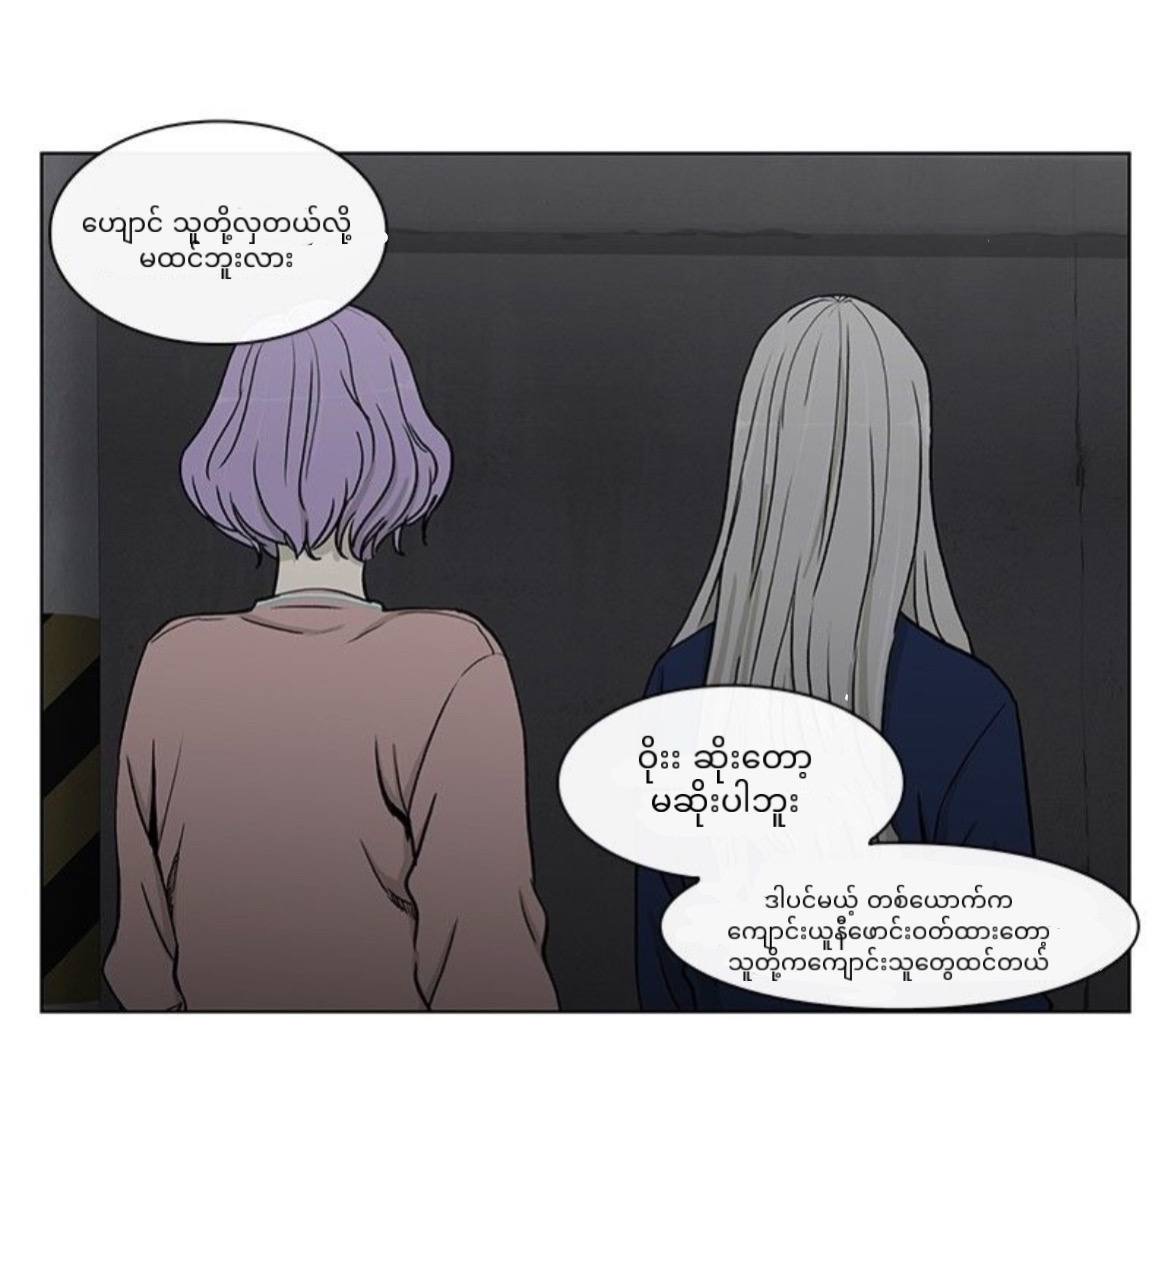 ဟျောင် သူတို့လှတယ်လို့
မထင်ဘူးလား
ဝိုးး ဆိုးတော့
မဆိုးပါဘူး
ဒါပင်မယ့် တစ်ယောက်က
ကျောင်းယူနီဖောင်းဝတ်ထားတော့
သူတို့ကကျောင်းသူတွေထင်တယ်